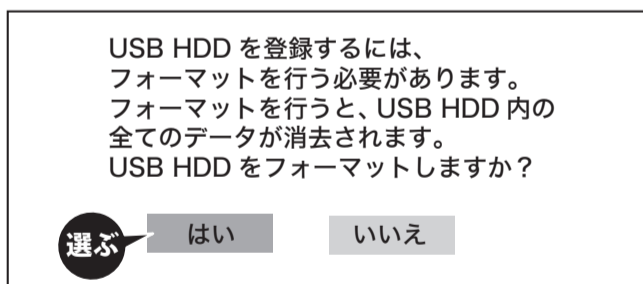 USB HDD を登録するには、
フォーマットを行う必要があります。
フォーマットを行うと、USB HDD 内の
全てのデータが消去されます。
USB HDD をフォーマットしますか？
選ぶ はい いいえ